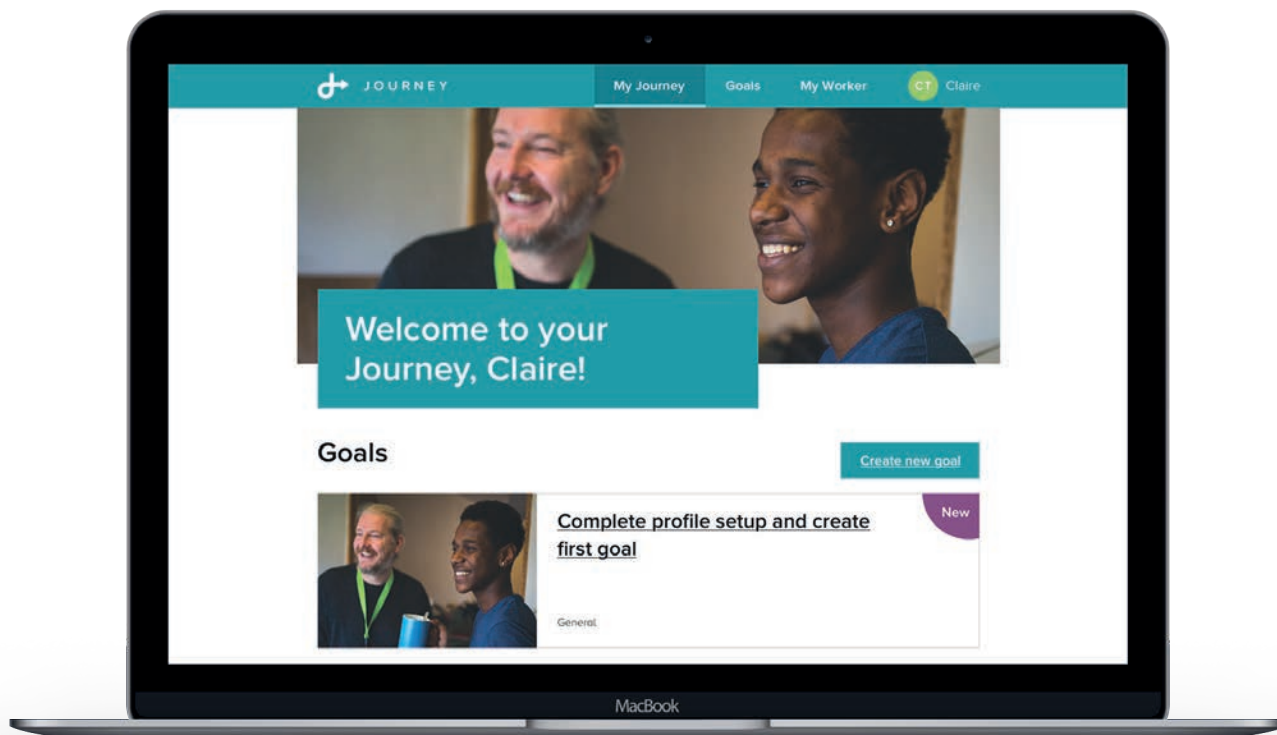 JOURNEY
My Journey
Goals
My Worker
CT
Claire
Welcome to your
Journey, Claire!
Goals
Create new goal
Complete profile setup and create
first goal
New
General
MacBook